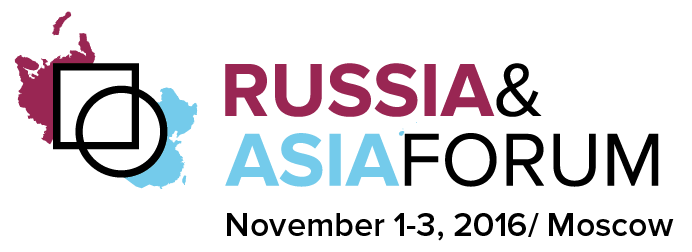 RUSSIA&
ASIAFORUM
November 1-3, 2016/ Moscow